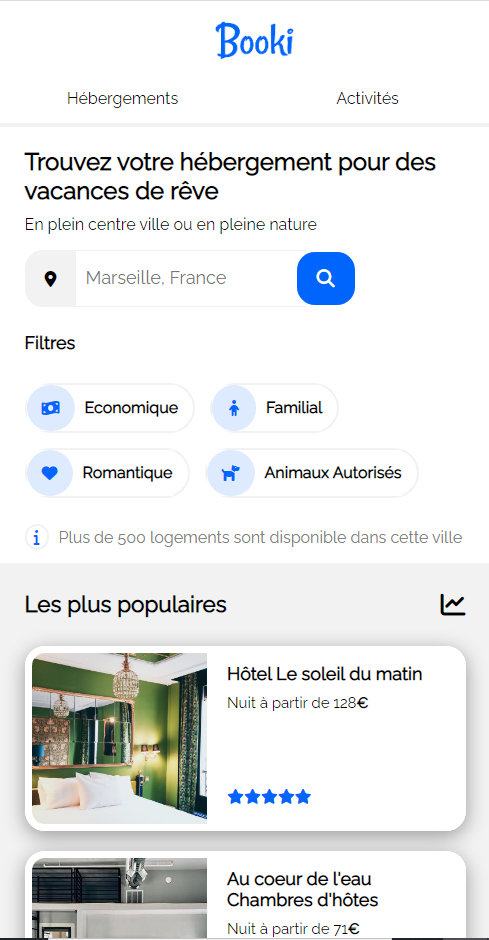 Booki
Hébergements Activités
Trouvez votre hébergement pour des
vacances de rêve
En plein centre ville ou en pleine nature
Marseille, France
Filtres
Economique Familial
Romantique Animaux Autorisés
Plus de 500 logements sont disponible dans cette ville
Les plus populaires
Hôtel Le soleil du matin
Nuit à partir de 128€
Au coeur de l'eau
Chambres d'hôtes
Nuit à partir de 71€